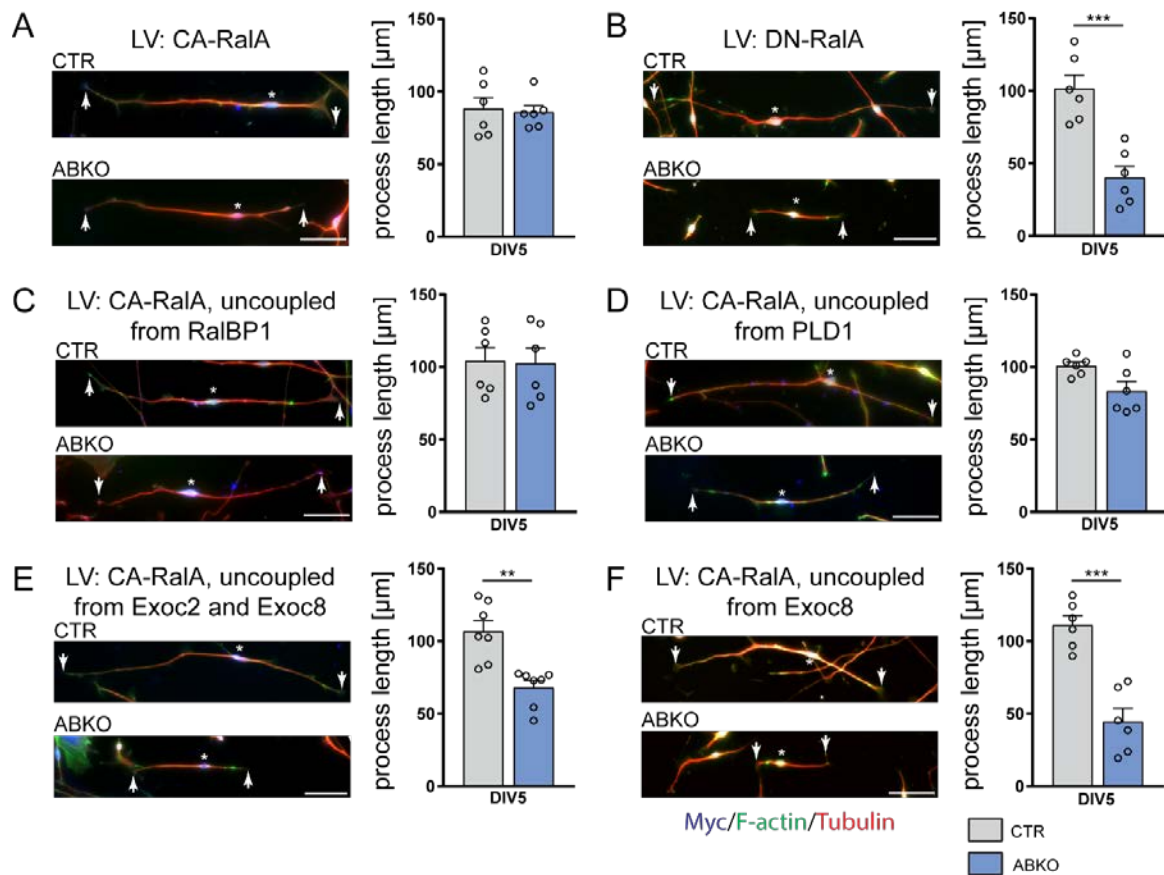 A
LV: CA-RalA
CTR
ABKO
process length [µm]
150
100
50
0
DIV5
B
LV: DN-RalA
CTR
ABKO
process length [µm]
150
100
50
0
***
DIV5
C
LV: CA-RalA, uncoupled
from RalBP1
CTR
ABKO
process length [µm]
150
100
50
0
DIV5
D
LV: CA-RalA, uncoupled
from PLD1
CTR
ABKO
process length [µm]
150
100
50
0
DIV5
E
LV: CA-RalA, uncoupled
from Exoc2 and Exoc8
CTR
ABKO
process length [µm]
150
100
50
0
**
DIV5
F
LV: CA-RalA, uncoupled
from Exoc8
CTR
ABKO
process length [µm]
150
100
50
0
***
DIV5
Myc/F-actin/Tubulin
CTR
ABKO